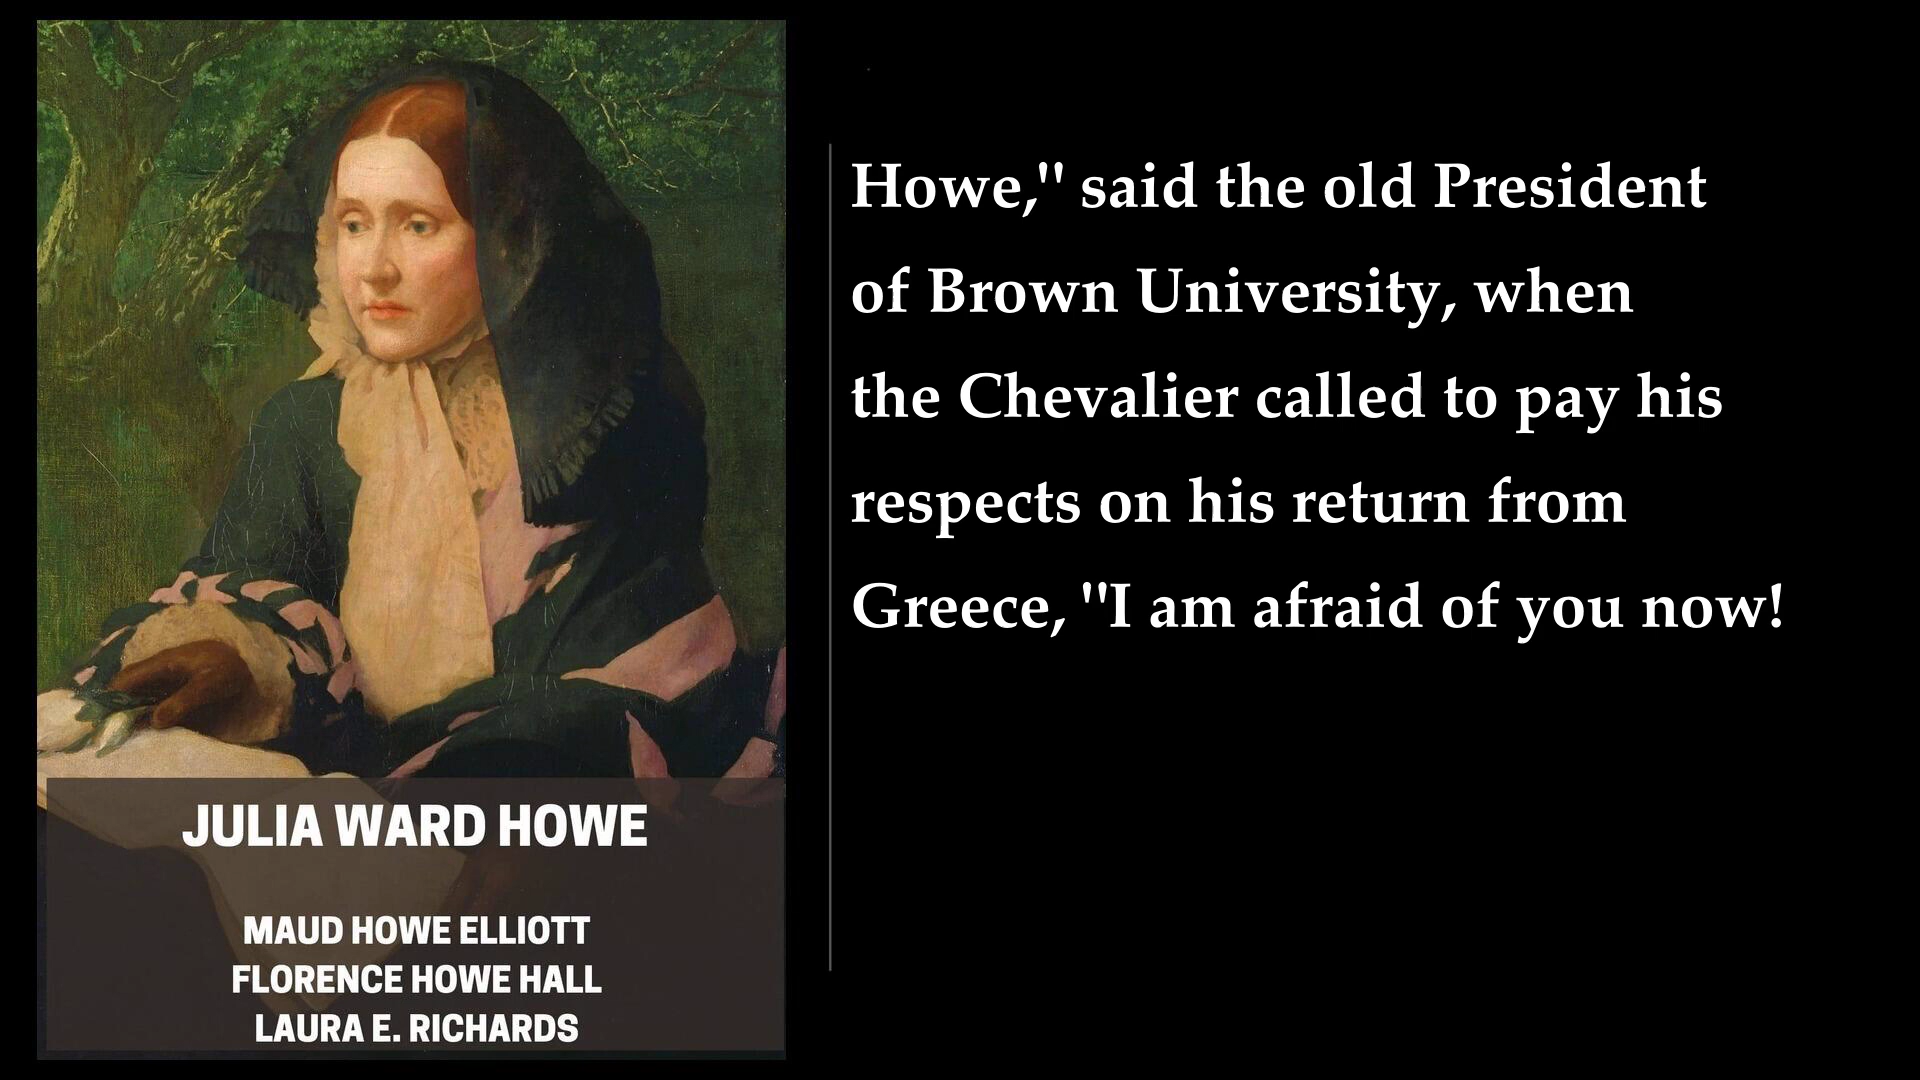 JULIA WARD HOWE
MAUD HOWE ELLIOTT
FLORENCE HOWE HALL
LAURA E. RICHARDS
Howe," said the old President
of Brown University, when
the Chevalier called to pay his
respects on his return from
Greece, "I am afraid of you now!